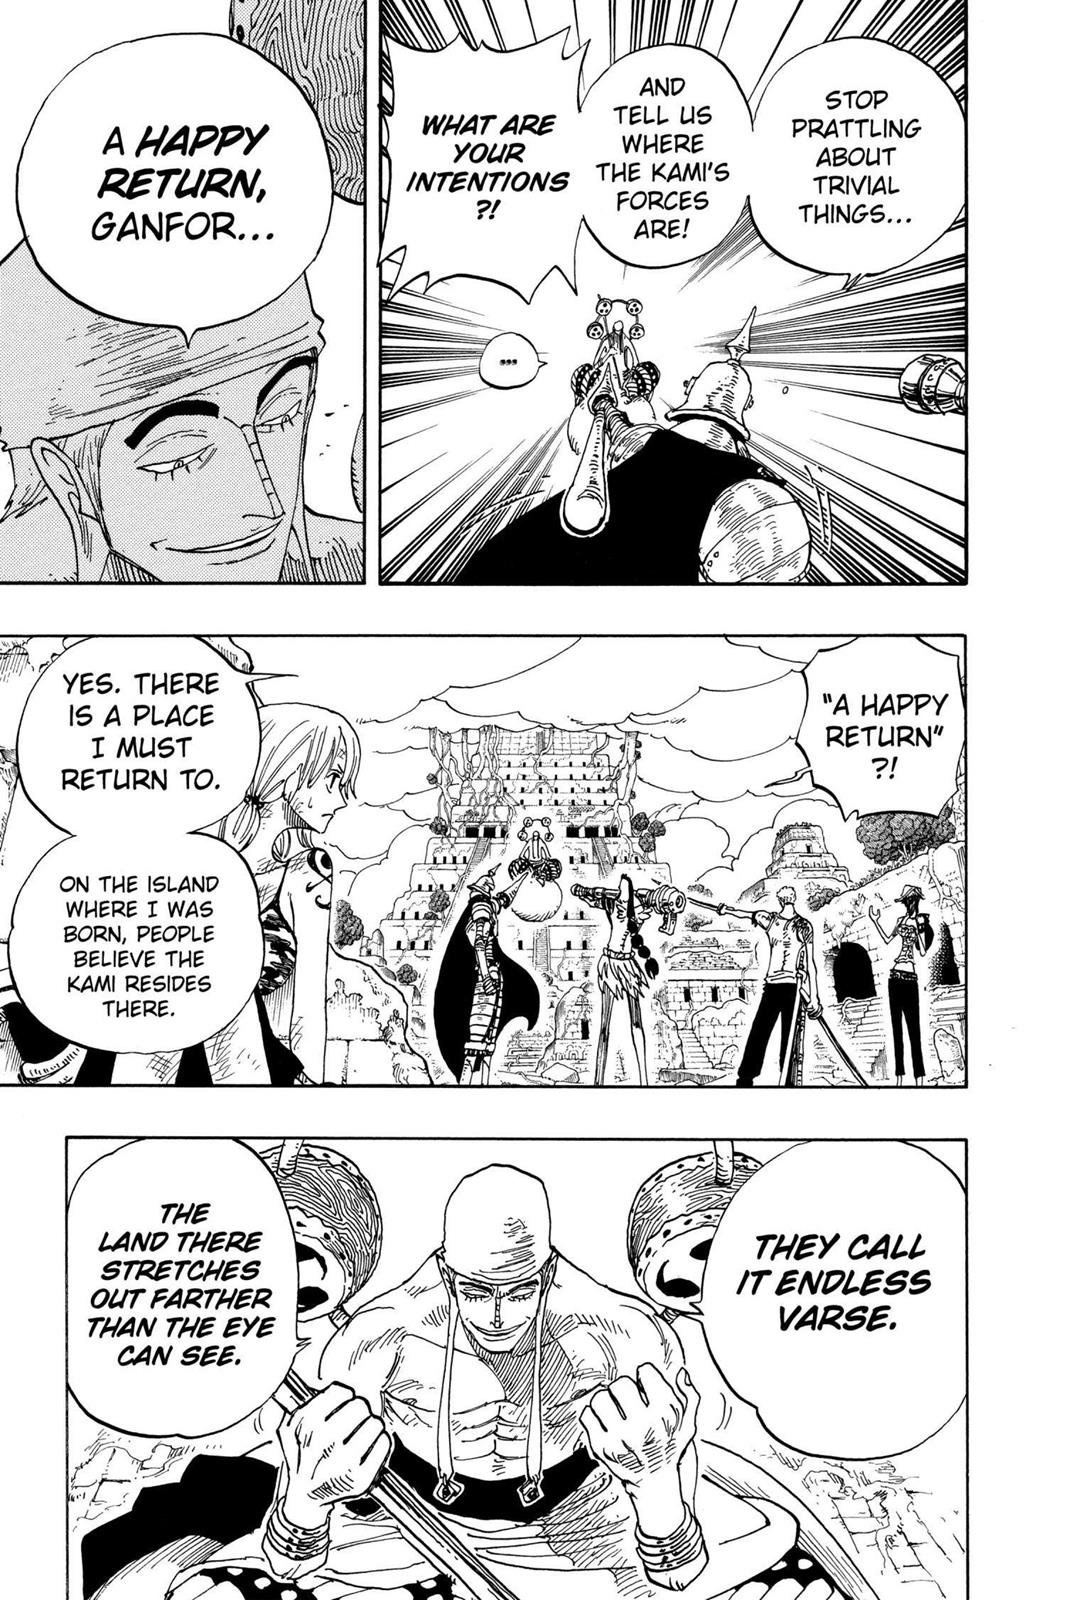 STOP
PRATTLING
ABOUT
TRIVIAL
THINGS...
AND
TELL US
WHERE
THE KAMI'S
FORCES
ARE!
WHAT ARE
YOUR
INTENTIONS
?!
...
A HAPPY
RETURN,
GANFOR...
"A HAPPY
RETURN"
?!
YES. THERE
IS A PLACE
I MUST
RETURN TO.
ON THE ISLAND
WHERE I WAS
BORN, PEOPLE
BELIEVE THE
KAMI RESIDES
THERE.
THEY CALL
IT ENDLESS
VARSE.
THE
LAND THERE
STRETCHES
OUT FARTHER
THAN THE EYE
CAN SEE.